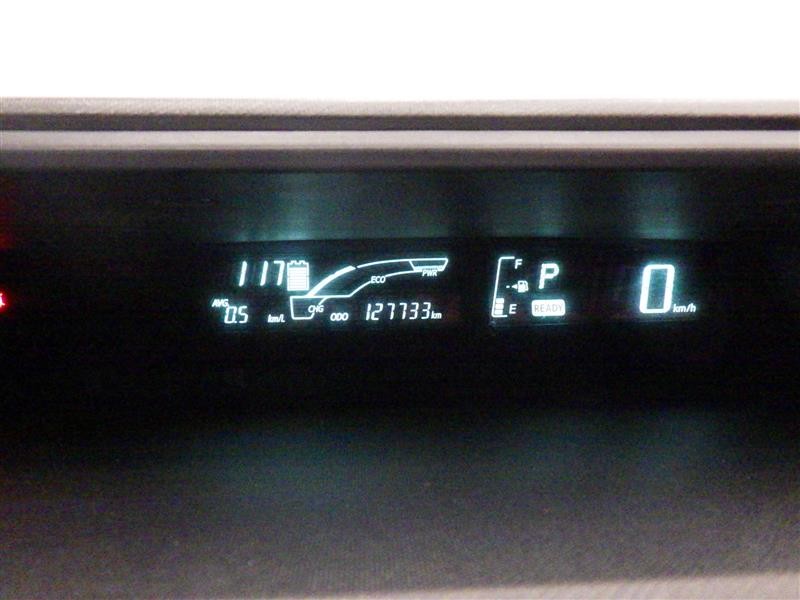 117
AVG
0.5 km/L
CHG ECO PWR
ODO 127733 km
F
E
P
READY
0 km/h